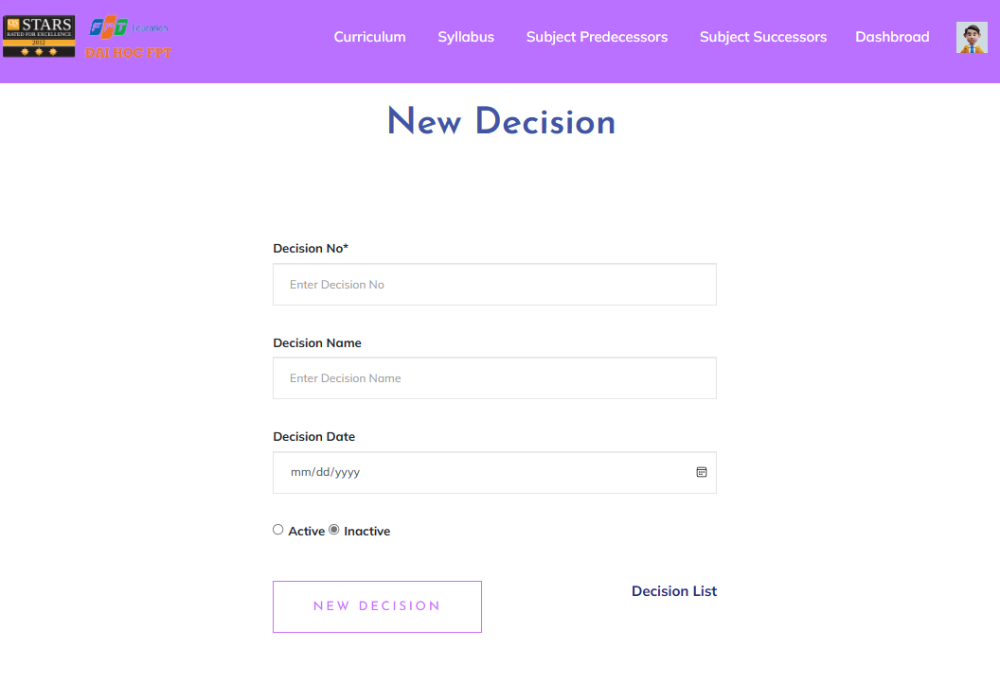 QS STARS
RATED FOR EXCELLENCE
2012
FPT Education
ĐẠI HỌC FPT
Curriculum Syllabus Subject Predecessors Subject Successors Dashbroad
New Decision
Decision No*
Enter Decision No
Decision Name
Enter Decision Name
Decision Date
mm/dd/yyyy
Active Inactive
NEW DECISION Decision List